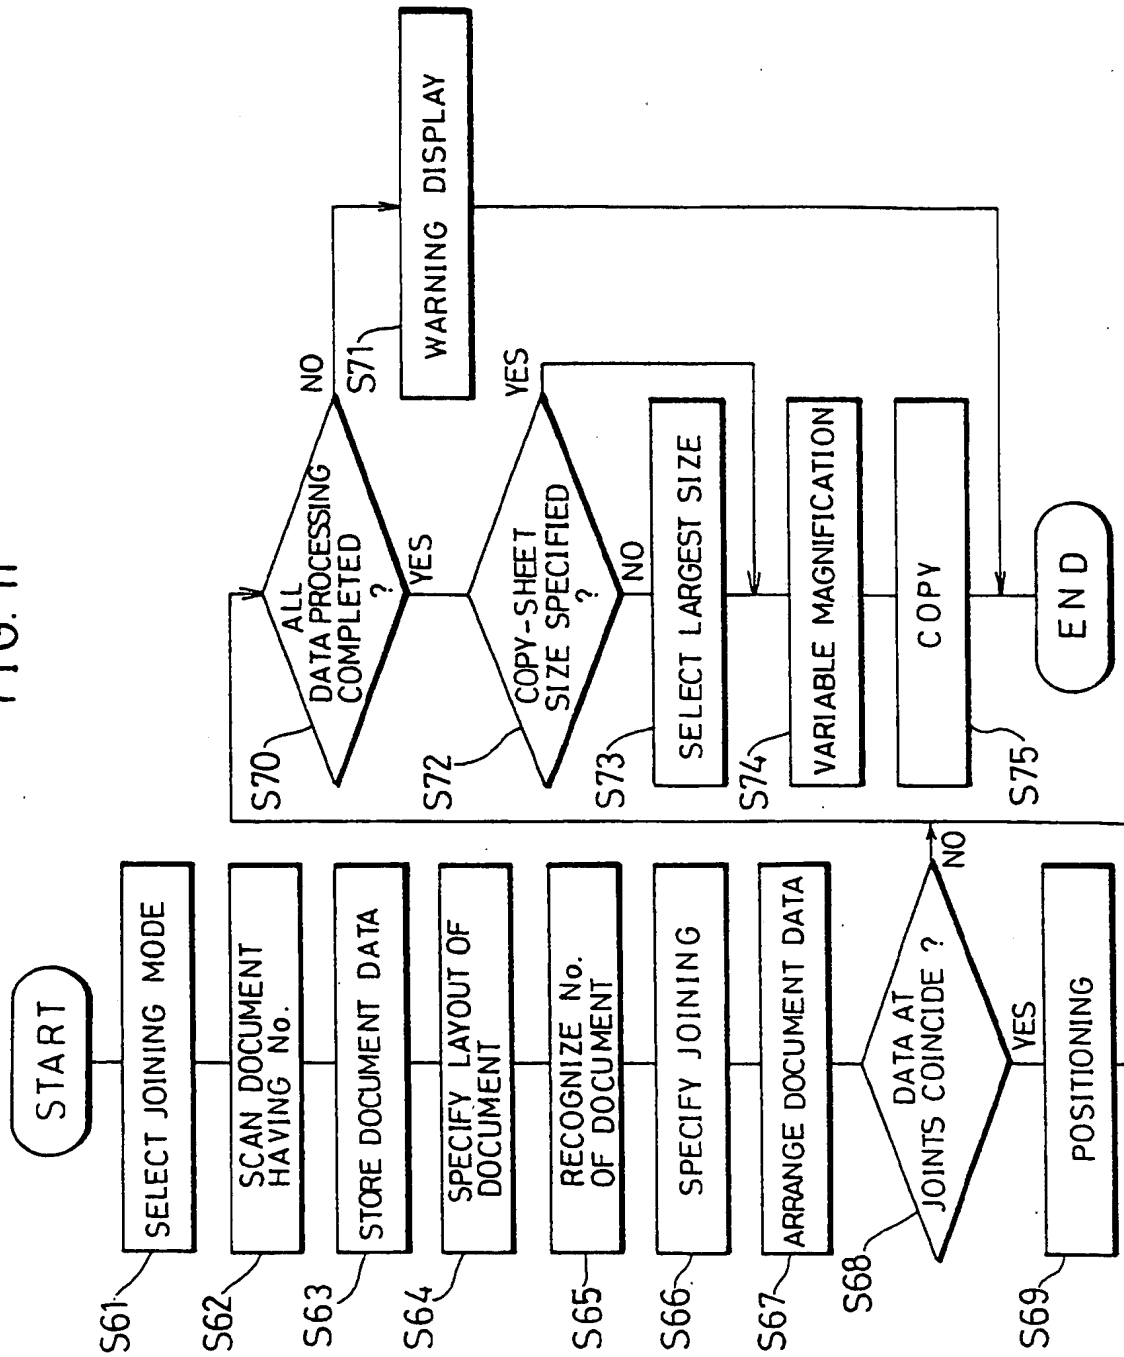 FIG. 11
START
S61
SELECT JOINING MODE
S62
SCAN DOCUMENT
HAVING No.
S63
STORE DOCUMENT DATA
S64
SPECIFY LAYOUT OF
DOCUMENT
S65
RECOGNIZE No.
OF DOCUMENT
S66
SPECIFY JOINING
S67
ARRANGE DOCUMENT DATA
S68
DATA AT
JOINTS COINCIDE ?
NO
YES
S69
POSITIONING
S70
ALL
DATA PROCESSING
COMPLETED
?
NO
YES
S71
WARNING DISPLAY
S72
COPY-SHEET
SIZE SPECIFIED
?
YES
NO
S73
SELECT LARGEST SIZE
S74
VARIABLE MAGNIFICATION
S75
COPY
END